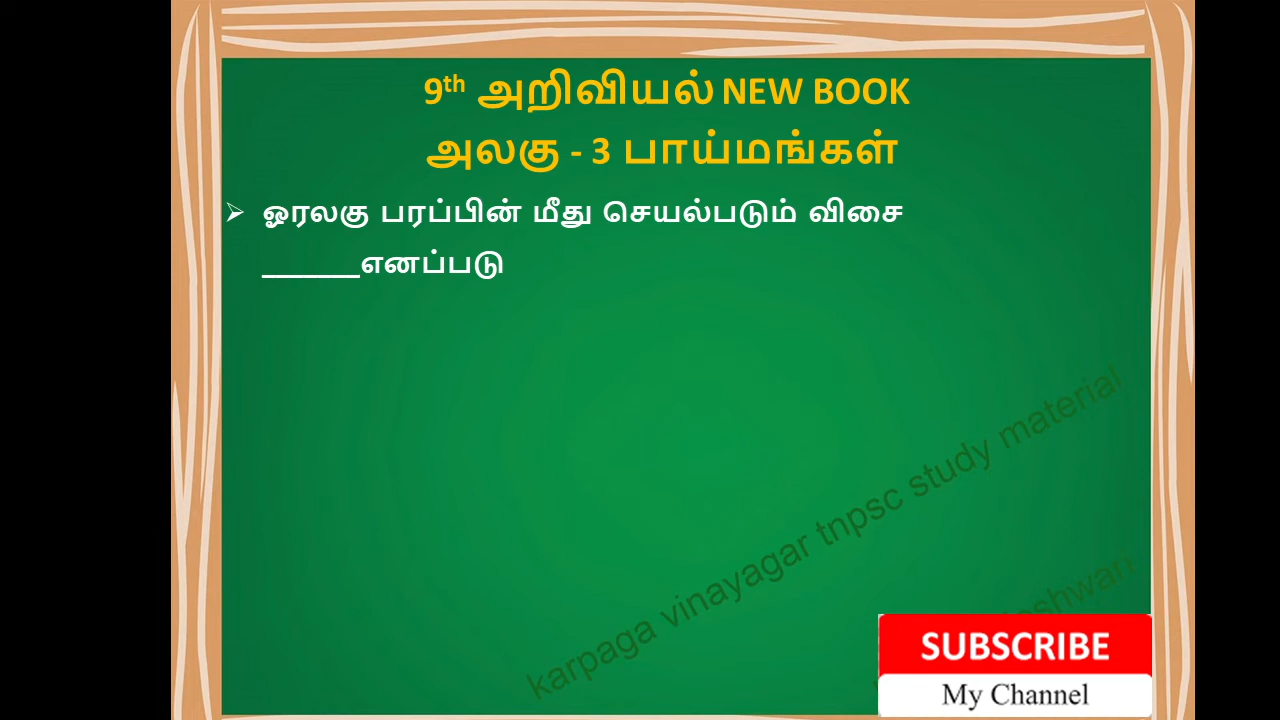 9th அறிவியல் NEW BOOK
அலகு - 3 பாய்மங்கள்
➢ ஓரலகு பரப்பின் மீது செயல்படும் விசை
______எனப்படு
karpaga vinayagar tnpsc study material
SUBSCRIBE
My Channel